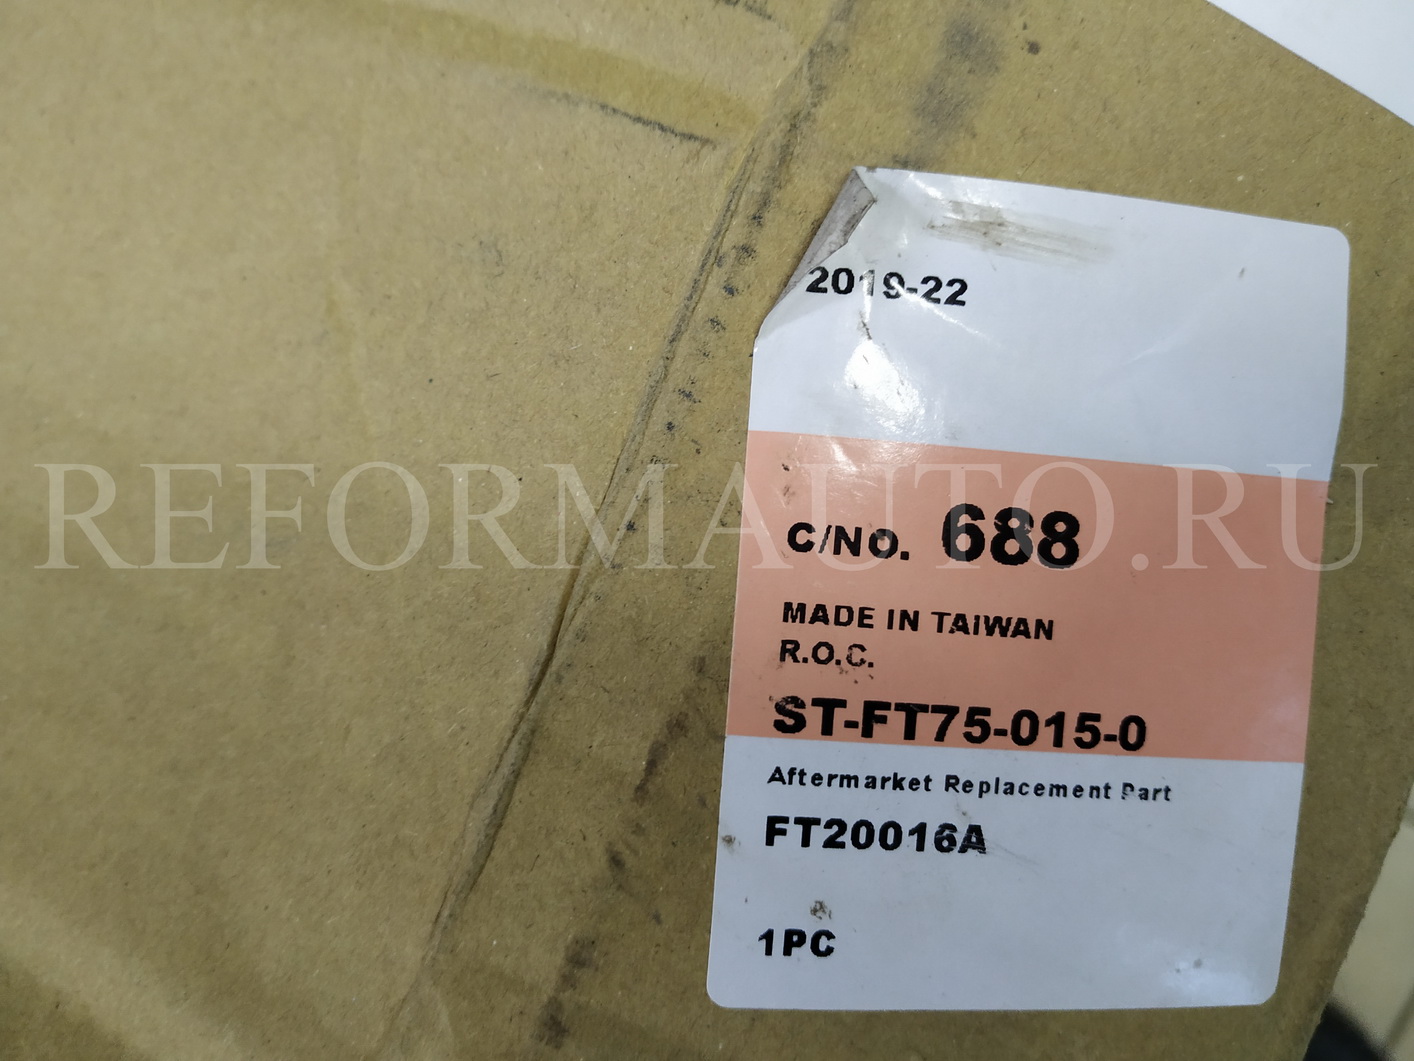 2019-22
REFORMAUTO.RU
C/NO. 688
MADE IN TAIWAN
R.O.C.
ST-FT75-015-0
Aftermarket Replacement Part
FT20016A
1PC